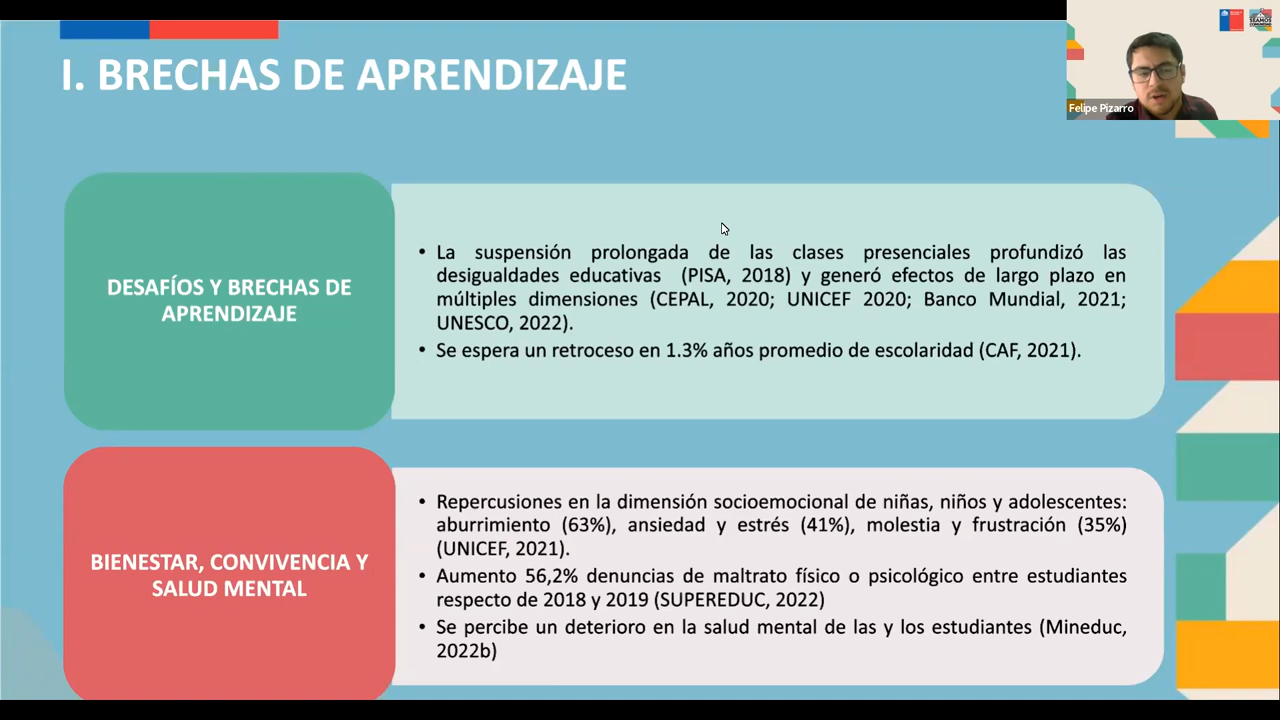 I. BRECHAS DE APRENDIZAJE
Felipe Pizarro
SEAMOS
COMUNIDAD
DESAFÍOS Y BRECHAS DE
APRENDIZAJE
• La suspensión prolongada de las clases presenciales profundizó las
desigualdades educativas (PISA, 2018) y generó efectos de largo plazo en
múltiples dimensiones (CEPAL, 2020; UNICEF 2020; Banco Mundial, 2021;
UNESCO, 2022).
• Se espera un retroceso en 1.3% años promedio de escolaridad (CAF, 2021).
BIENESTAR, CONVIVENCIA Y
SALUD MENTAL
• Repercusiones en la dimensión socioemocional de niñas, niños y adolescentes:
aburrimiento (63%), ansiedad y estrés (41%), molestia y frustración (35%)
(UNICEF, 2021).
• Aumento 56,2% denuncias de maltrato físico o psicológico entre estudiantes
respecto de 2018 y 2019 (SUPEREDUC, 2022)
• Se percibe un deterioro en la salud mental de las y los estudiantes (Mineduc,
2022b)